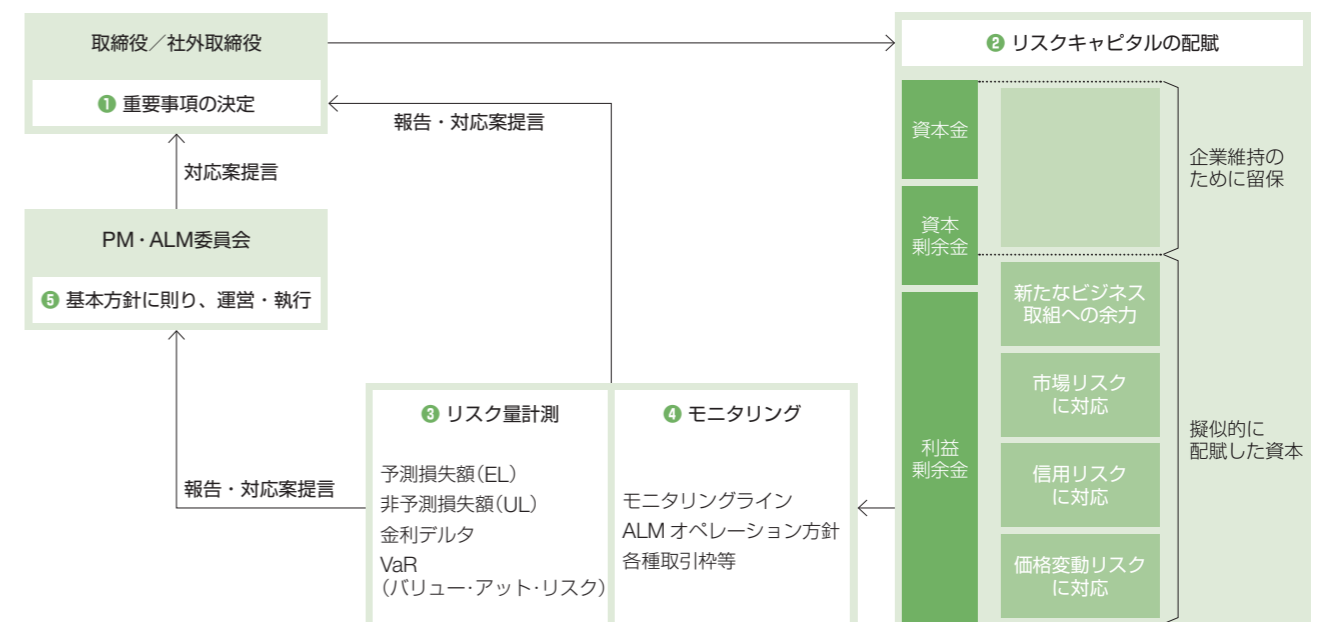 取締役／社外取締役
❶ 重要事項の決定
報告・対応案提言
対応案提言
PM・ALM委員会
❺ 基本方針に則り、運営・執行
報告・対応案提言
❸ リスク量計測
予測損失額（EL）
非予測損失額（UL）
金利デルタ
VaR
（バリュー・アット・リスク）
❹ モニタリング
モニタリングライン
ALM オペレーション方針
各種取引枠等
❷ リスクキャピタルの配賦
資本金
資本
剰余金
利益
剰余金
新たなビジネス
取組への余力
市場リスク
に対応
信用リスク
に対応
価格変動リスク
に対応
企業維持の
ために留保
擬似的に
配賦した資本